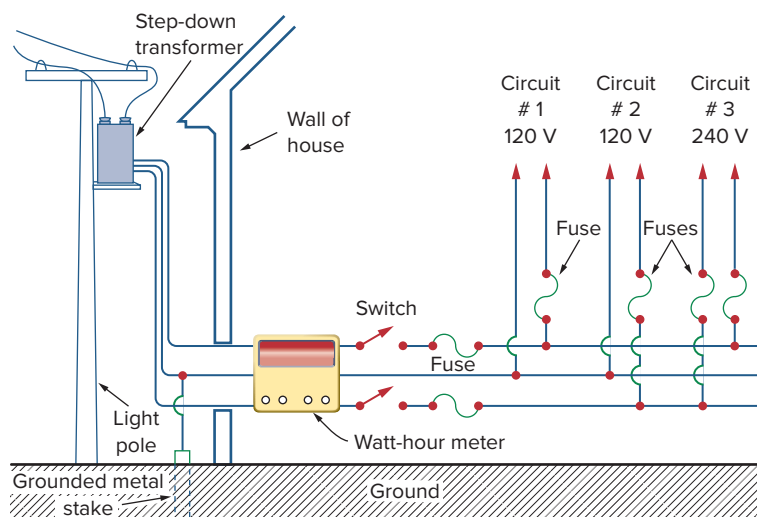 Step-down
transformer
Wall of
house
Circuit
# 1
120 V
Circuit
# 2
120 V
Circuit
# 3
240 V
Fuse
Fuses
Switch
Fuse
Light
pole
Watt-hour meter
Grounded metal
stake
Ground